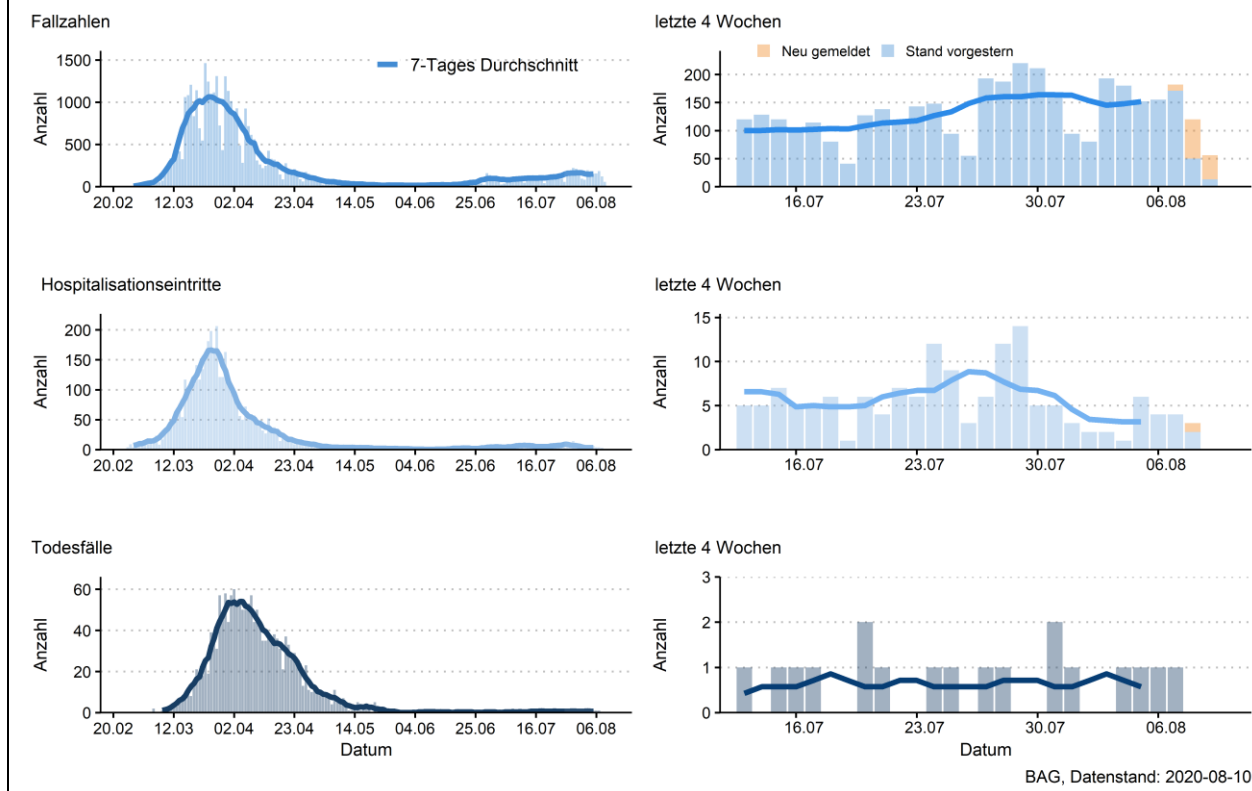 Fallzahlen
Anzahl
1500
1000
500
0
7-Tages Durchschnitt
20.02 12.03 02.04 23.04 14.05 04.06 25.06 16.07 06.08
letzte 4 Wochen
Neu gemeldet Stand vorgestern
Anzahl
200
150
100
50
0
16.07 23.07 30.07 06.08
Hospitalisationseintritte
Anzahl
200
150
100
50
0
20.02 12.03 02.04 23.04 14.05 04.06 25.06 16.07 06.08
letzte 4 Wochen
Anzahl
15
10
5
0
16.07 23.07 30.07 06.08
Todesfälle
Anzahl
60
40
20
0
20.02 12.03 02.04 23.04 14.05 04.06 25.06 16.07 06.08
Datum
letzte 4 Wochen
Anzahl
3
2
1
0
16.07 23.07 30.07 06.08
Datum
BAG, Datenstand: 2020-08-10